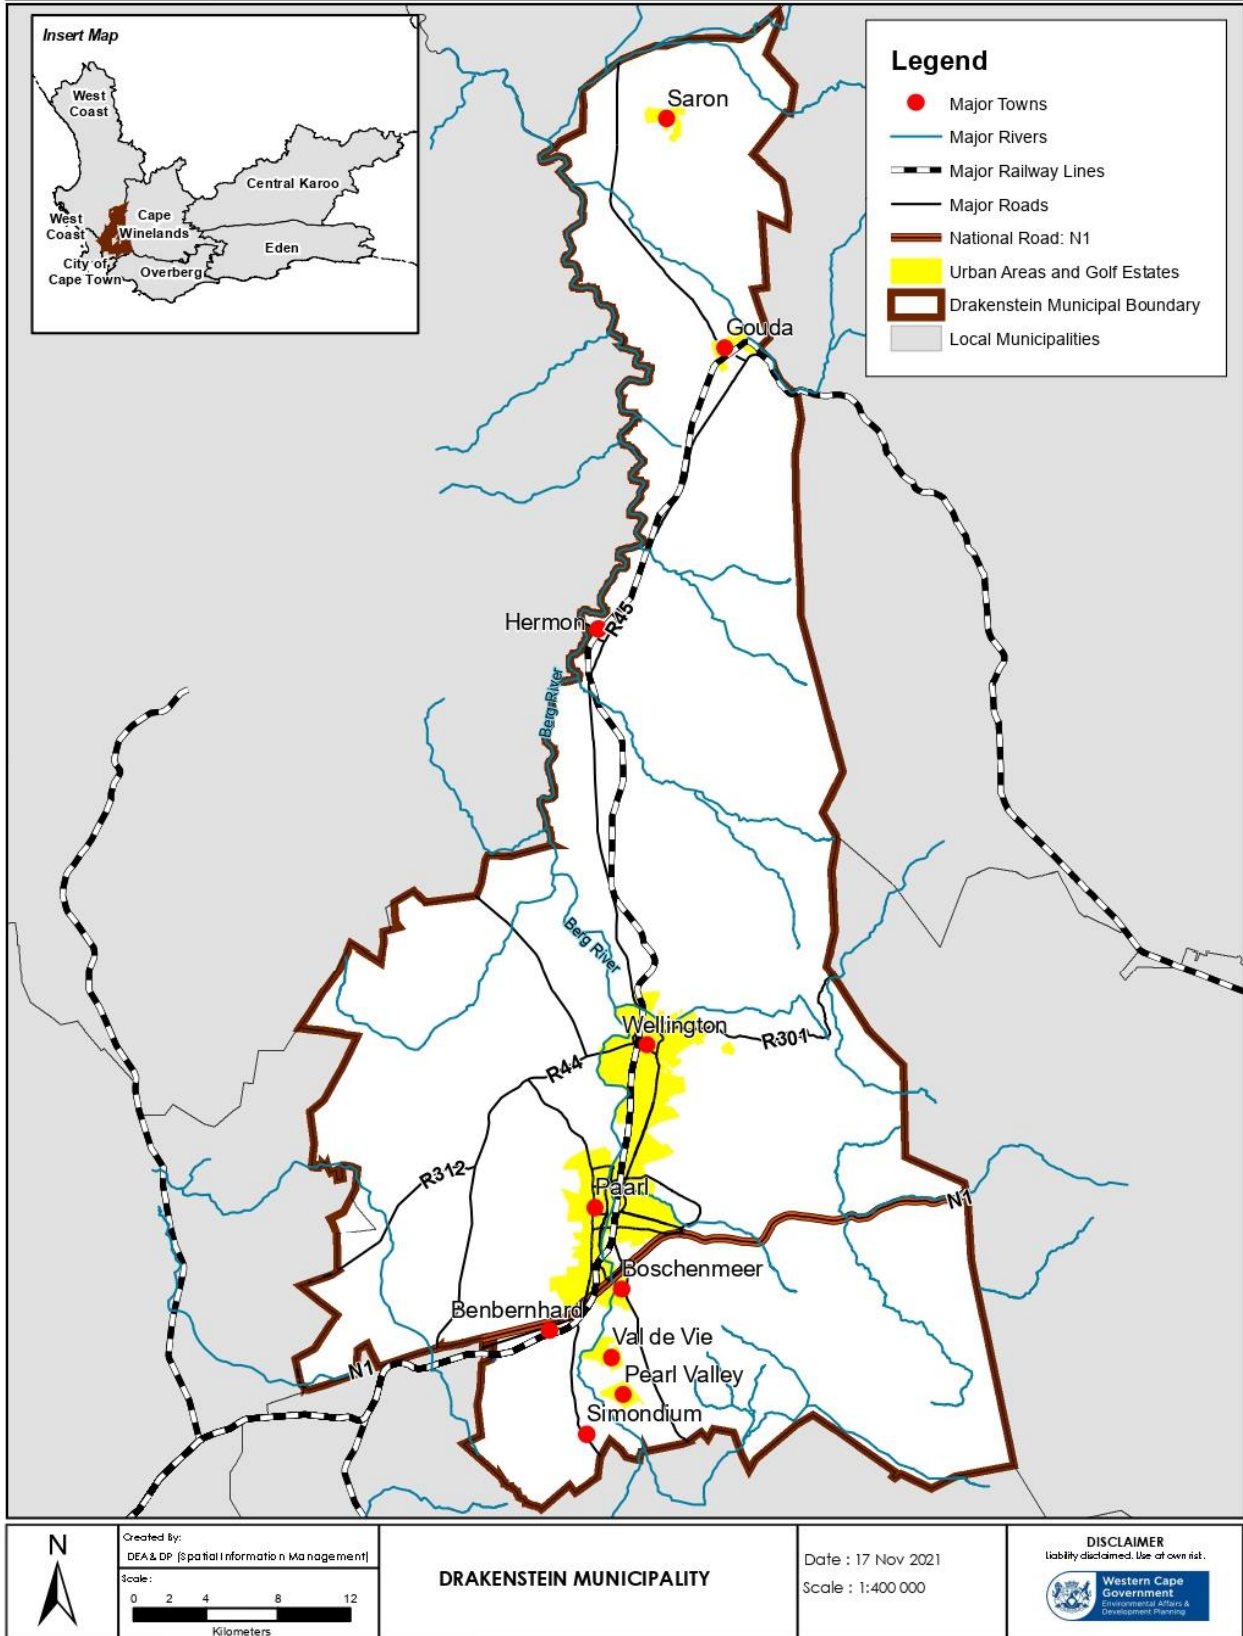 Insert Map
West
Coast
Central Karoo
West
Coast
Cape
Winelands
Eden
City of
Cape Town
Overberg
Legend
Major Towns
Major Rivers
Major Railway Lines
Major Roads
National Road: N1
Urban Areas and Golf Estates
Drakenstein Municipal Boundary
Local Municipalities
Saron
Gouda
Hermon
R45
Berg River
Berg River
Wellington
R301
R44
R312
Paarl
N1
Boschenmeer
Benbernhard
Val de Vie
N1
Pearl Valley
Simondium
N
Created By:
DEA& DP (Spatial Information Management)
Scale:
0 2 4 8 12
Kilometers
DRAKENSTEIN MUNICIPALITY
Date : 17 Nov 2021
Scale : 1:400 000
DISCLAIMER
Liability disclaimed. Use at own risk.
Western Cape
Government
Environmental Affairs &
Development Planning